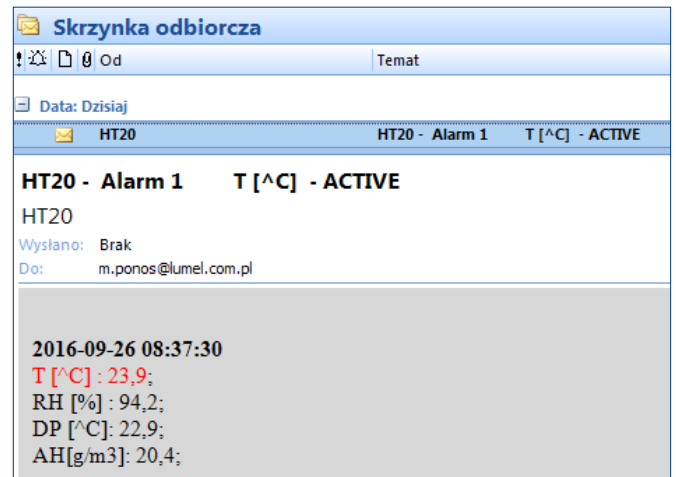 Skrzynka odbiorcza
! Od Temat
Data: Dzisiaj
HT20 HT20 - Alarm 1 T [^C] - ACTIVE
HT20 - Alarm 1 T [^C] - ACTIVE
HT20
Wysłano: Brak
Do: m.ponos@lumel.com.pl
2016-09-26 08:37:30
T [^C] : 23,9;
RH [%] : 94,2;
DP [^C]: 22,9;
AH[g/m3]: 20,4;